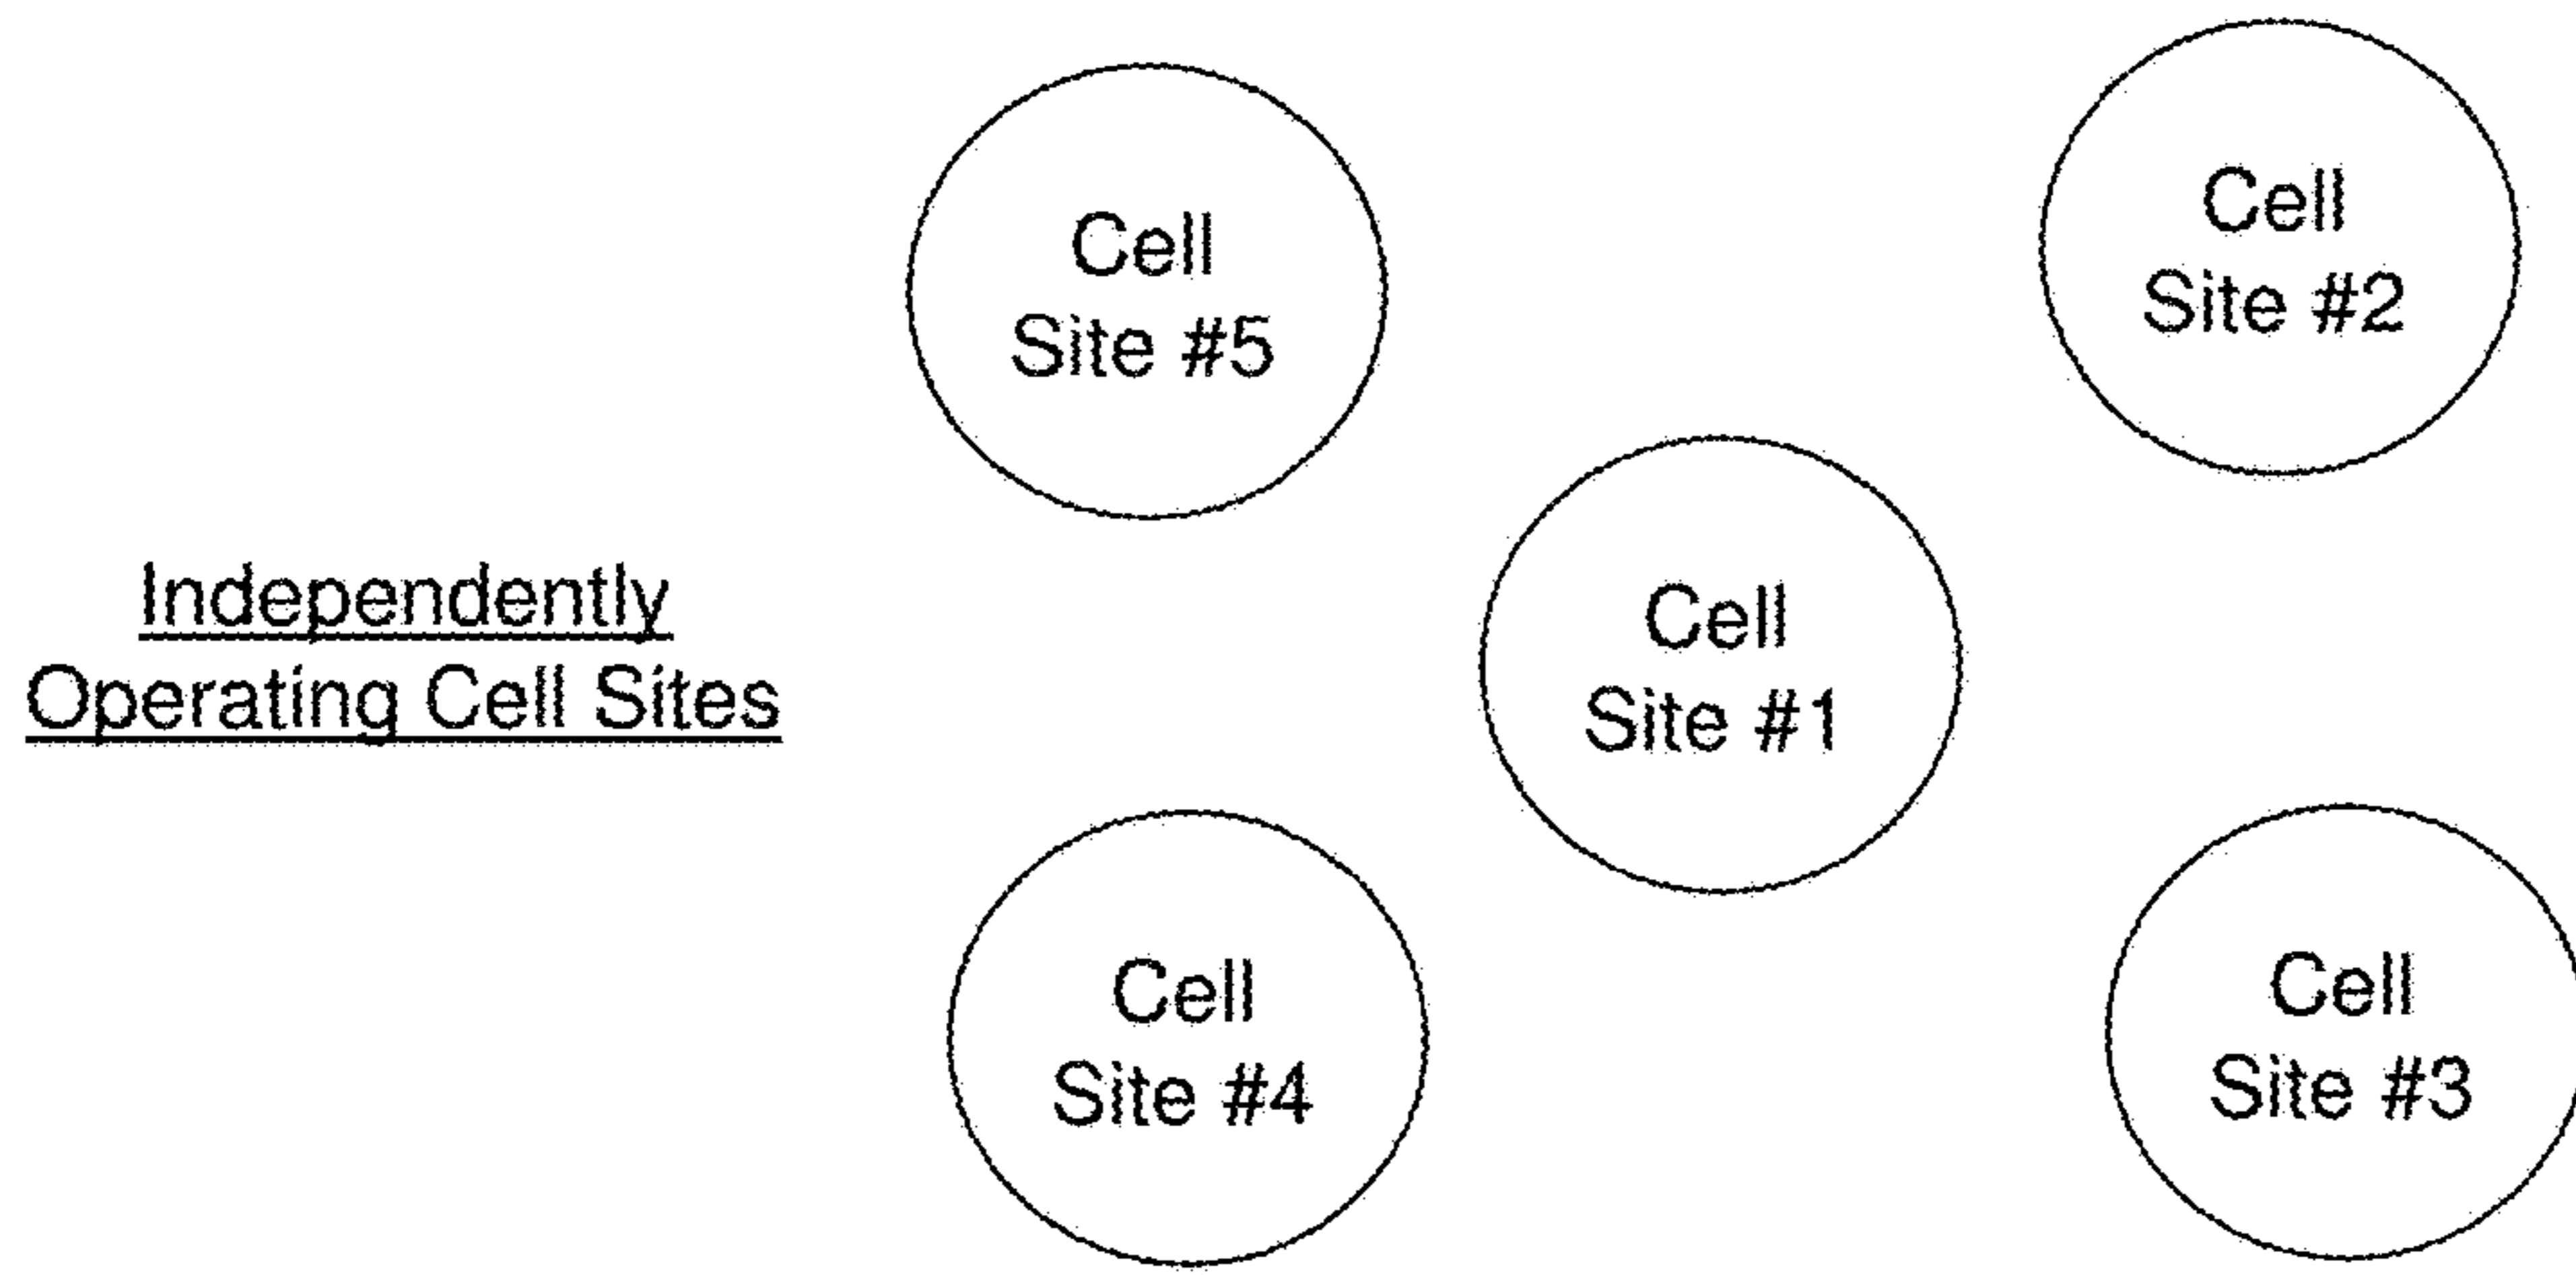 Independently
Operating Cell Sites
Cell
Site #5
Cell
Site #2
Cell
Site #1
Cell
Site #4
Cell
Site #3